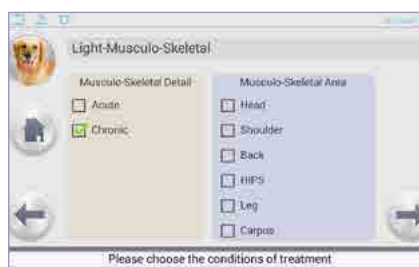 Light-Musculo-Skeletal
Musculo-Skeletal Detail
Acute
Chronic
Musculo-Skeletal Area
Head
Shoulder
Back
HIPS
Leg
Carpus
Please choose the conditions of treatment